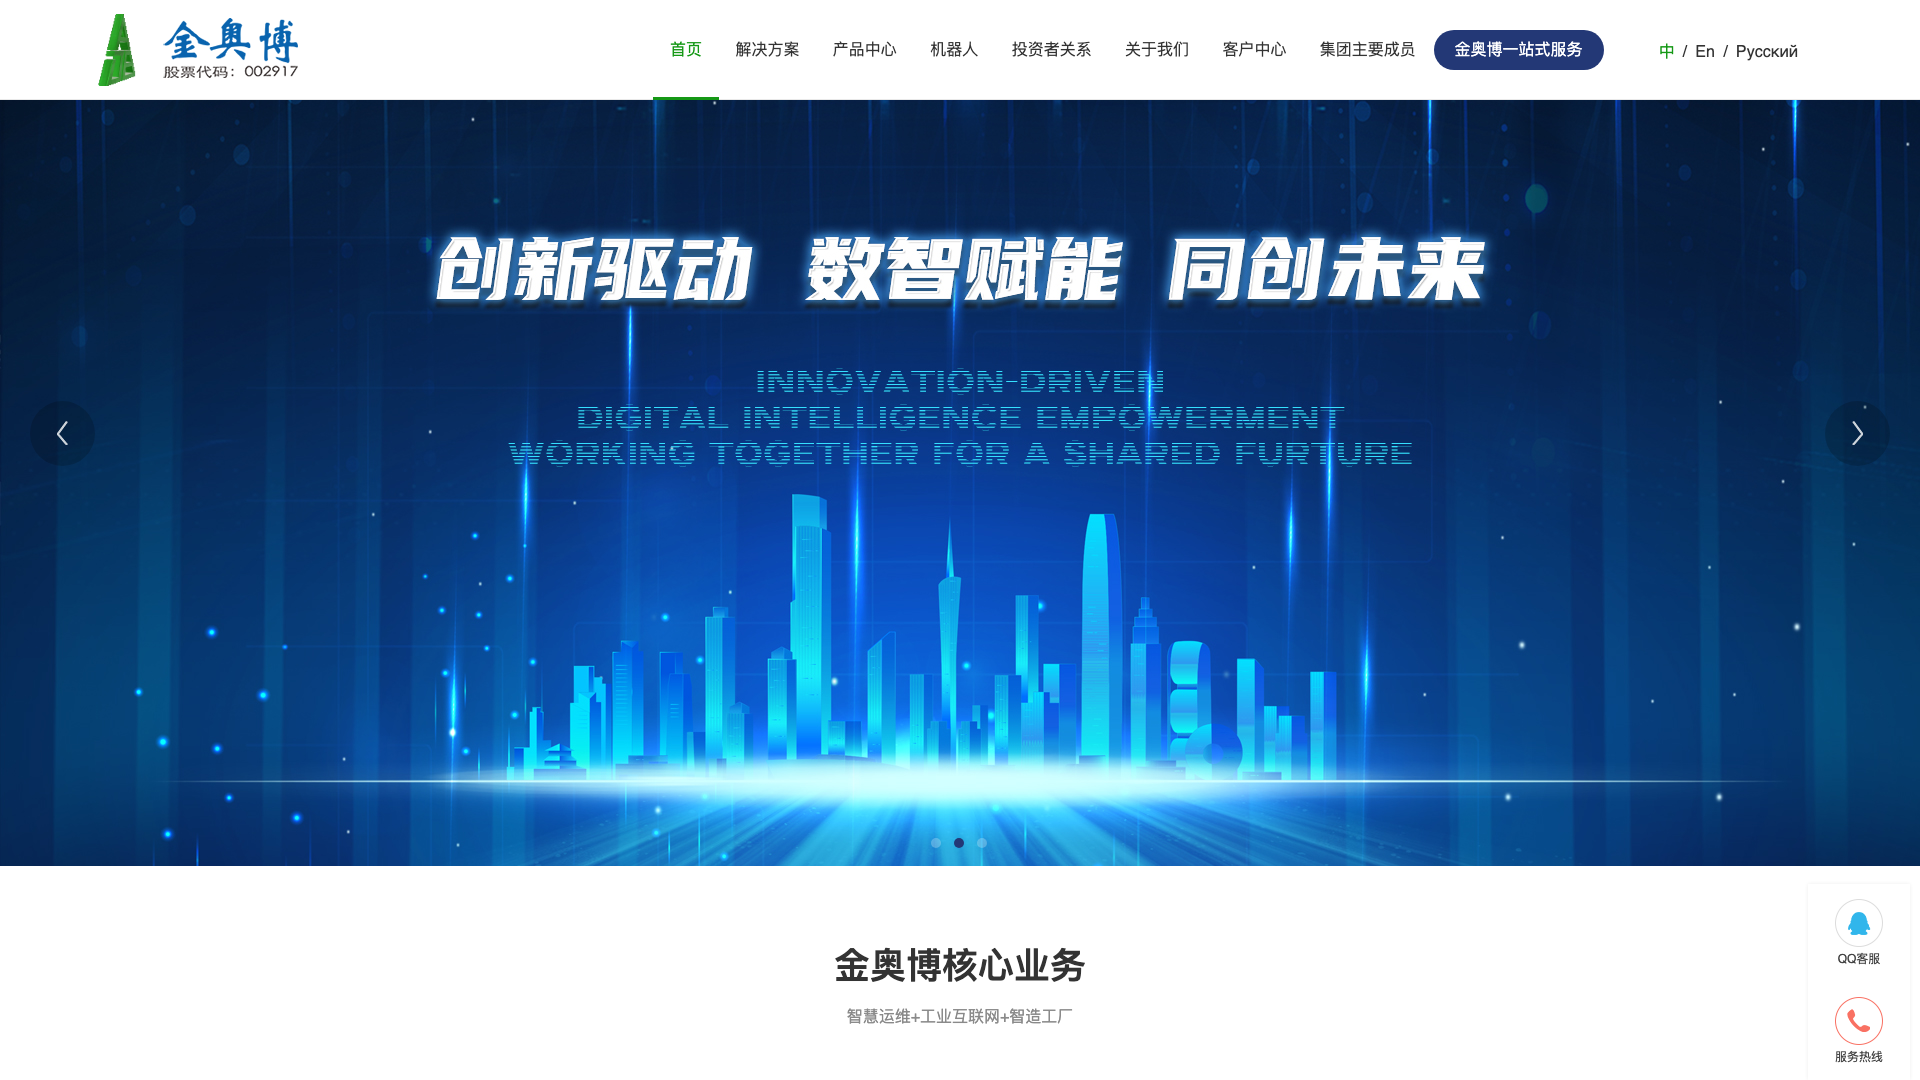 金奥博
股票代码：002917
首页 解决方案 产品中心 机器人 投资者关系 关于我们 客户中心 集团主要成员 金奥博一站式服务 中 / En / Русский
创新驱动 数智赋能 同创未来
INNOVATION-DRIVEN
DIGITAL INTELLIGENCE EMPOWERMENT
WORKING TOGETHER FOR A SHARED FURTURE
金奥博核心业务
智慧运维+工业互联网+智造工厂
QQ客服
服务热线